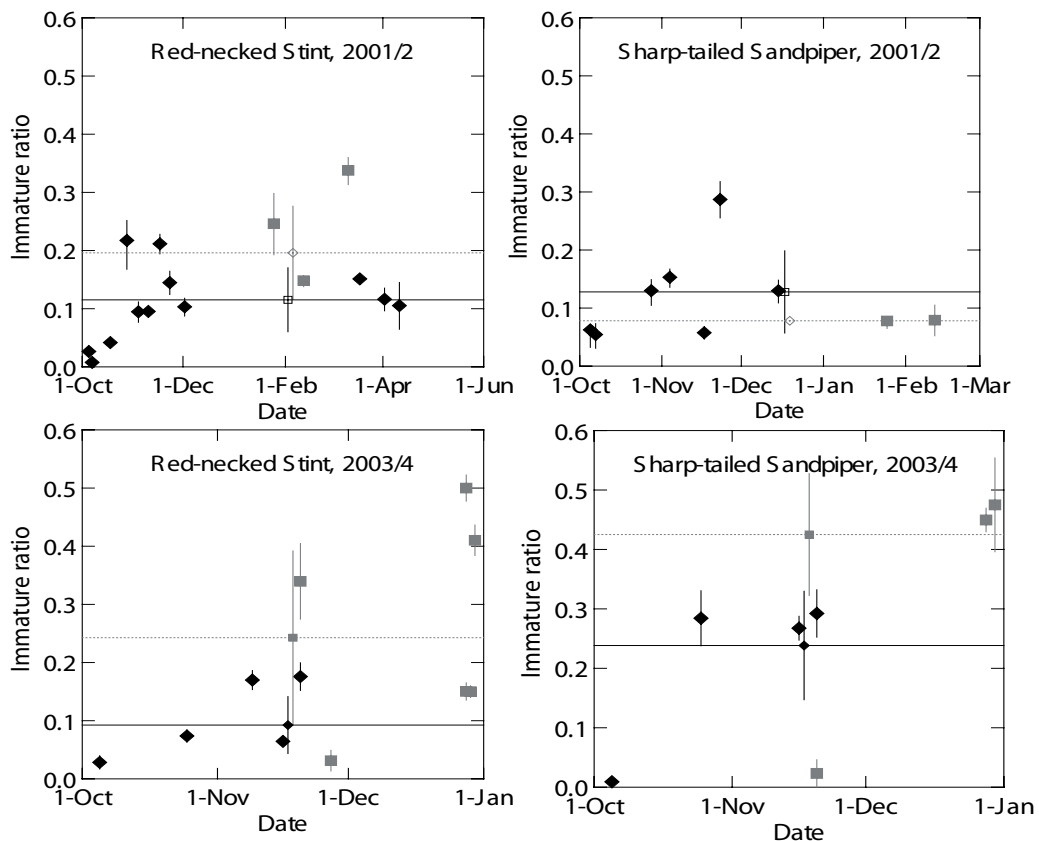 Red-necked Stint, 2001/2
0.6
0.5
0.4
0.3
0.2
0.1
0.0
Immature ratio
1-Oct
1-Dec
1-Feb
1-Apr
1-Jun
Date
Sharp-tailed Sandpiper, 2001/2
0.6
0.5
0.4
0.3
0.2
0.1
0.0
Immature ratio
1-Oct
1-Nov
1-Dec
1-Jan
1-Feb
1-Mar
Date
Red-necked Stint, 2003/4
0.6
0.5
0.4
0.3
0.2
0.1
0.0
Immature ratio
1-Oct
1-Nov
1-Dec
1-Jan
Date
Sharp-tailed Sandpiper, 2003/4
0.6
0.5
0.4
0.3
0.2
0.1
0.0
Immature ratio
1-Oct
1-Nov
1-Dec
1-Jan
Date